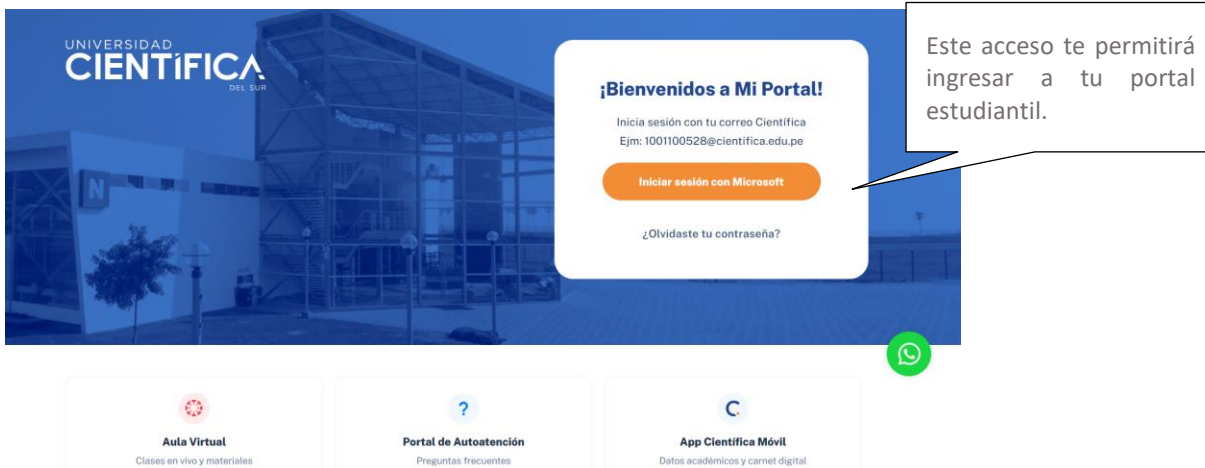 UNIVERSIDAD
CIENTÍFICA
DEL SUR
N
¡Bienvenidos a Mi Portal!
Inicia sesión con tu correo Científica
Ejm: 1001100528@cientifica.edu.pe
Iniciar sesión con Microsoft
¿Olvidaste tu contraseña?
Este acceso te permitirá
ingresar a tu portal
estudiantil.
Aula Virtual
Clases en vivo y materiales
?
Portal de Autoatención
Preguntas frecuentes
C.
App Científica Móvil
Datos académicos y carnet digital